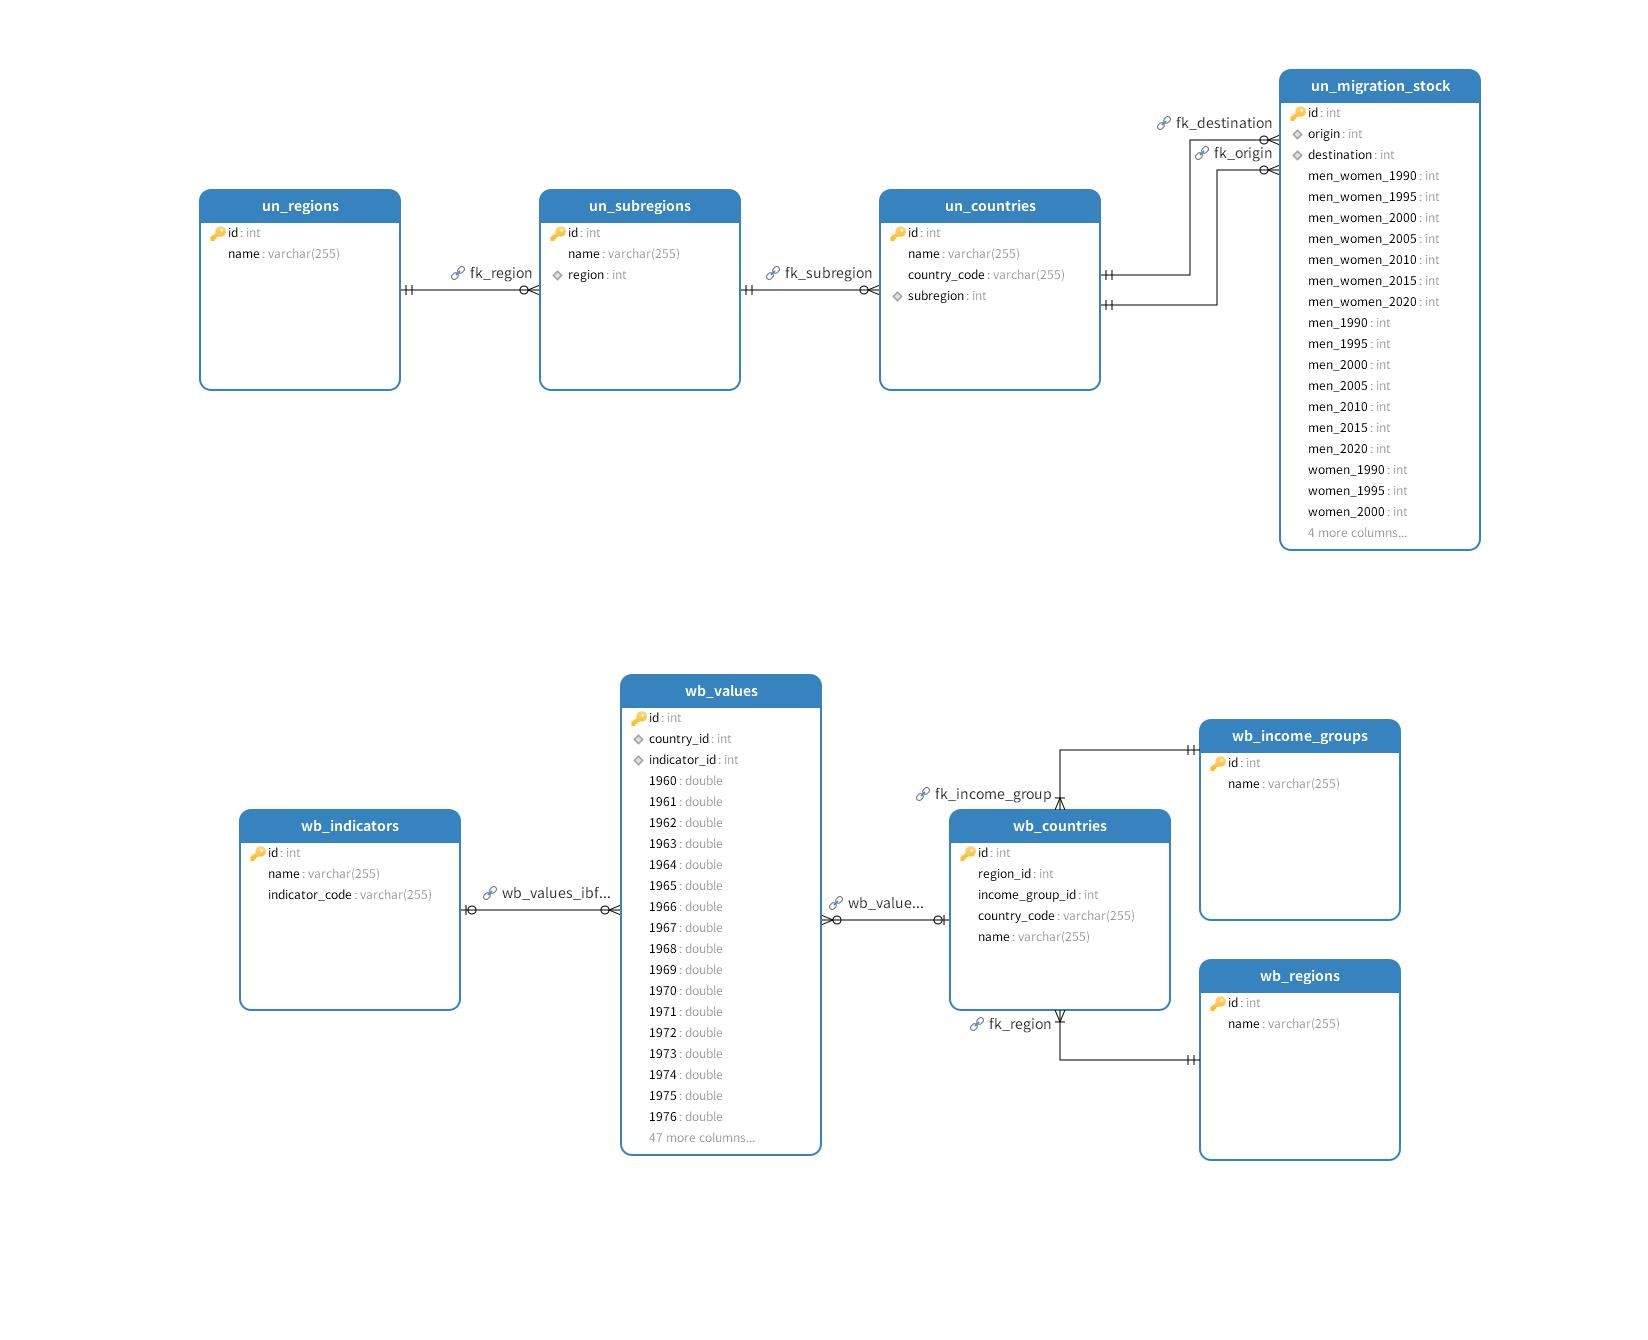 un_migration_stock
id : int
origin : int
destination : int
men_women_1990 : int
men_women_1995 : int
men_women_2000 : int
men_women_2005 : int
men_women_2010 : int
men_women_2015 : int
men_women_2020 : int
men_1990 : int
men_1995 : int
men_2000 : int
men_2005 : int
men_2010 : int
men_2015 : int
men_2020 : int
women_1990 : int
women_1995 : int
women_2000 : int
4 more columns...
fk_destination
fk_origin
un_regions
id : int
name : varchar(255)
fk_region
un_subregions
id : int
name : varchar(255)
region : int
fk_subregion
un_countries
id : int
name : varchar(255)
country_code : varchar(255)
subregion : int
wb_values
id : int
country_id : int
indicator_id : int
1960 : double
1961 : double
1962 : double
1963 : double
1964 : double
1965 : double
1966 : double
1967 : double
1968 : double
1969 : double
1970 : double
1971 : double
1972 : double
1973 : double
1974 : double
1975 : double
1976 : double
47 more columns...
wb_indicators
id : int
name : varchar(255)
indicator_code : varchar(255)
wb_values_ibf...
wb_value...
fk_income_group
wb_countries
id : int
region_id : int
income_group_id : int
country_code : varchar(255)
name : varchar(255)
fk_region
wb_income_groups
id : int
name : varchar(255)
wb_regions
id : int
name : varchar(255)